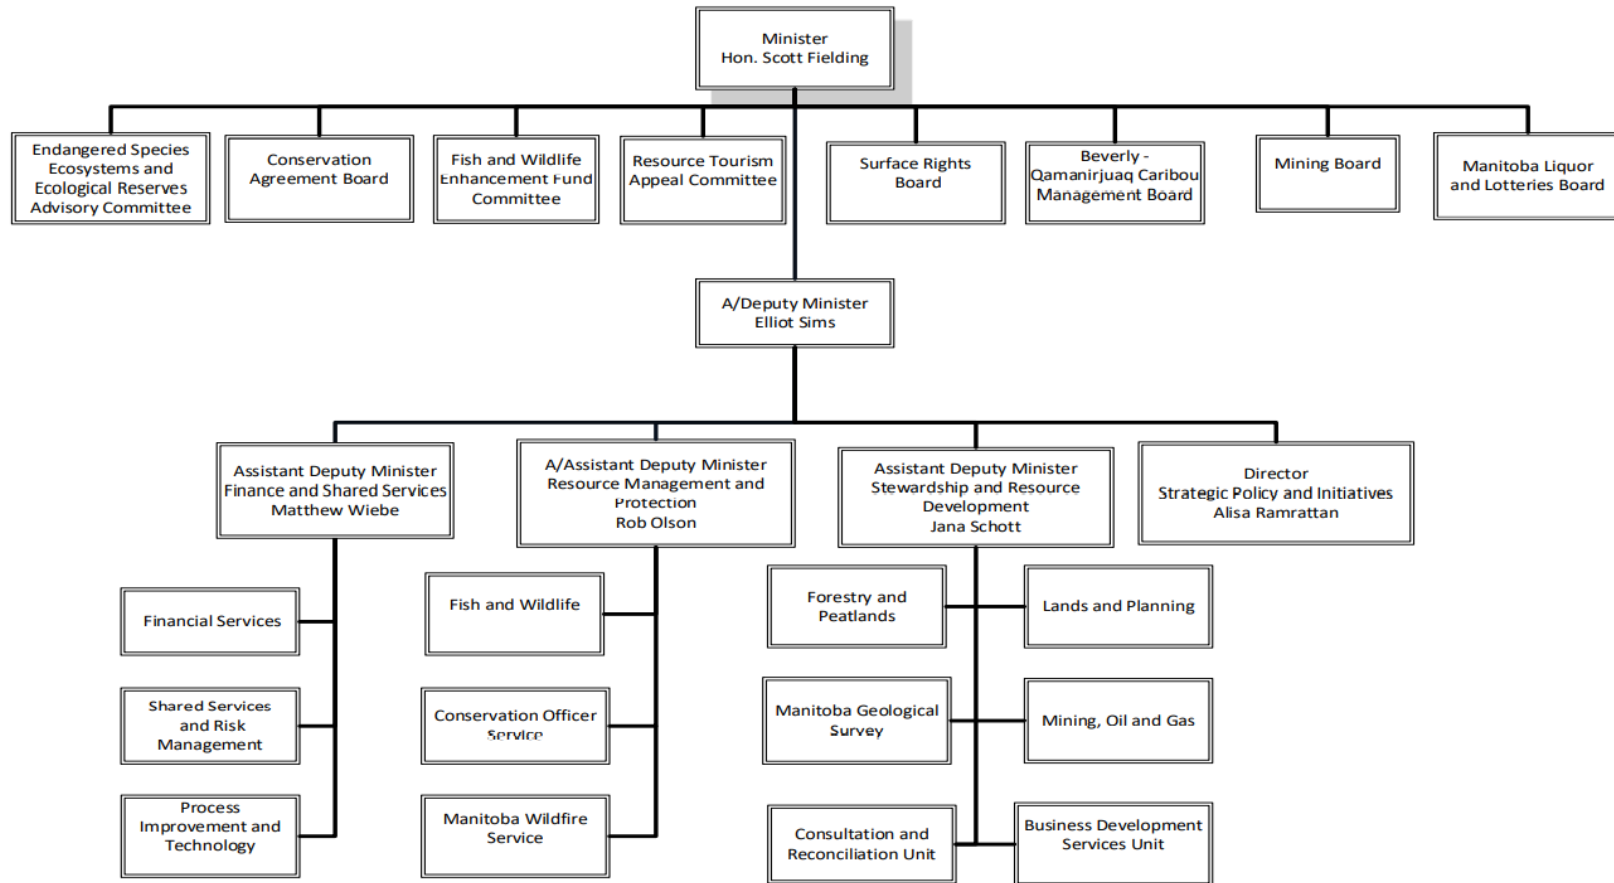 Minister
Hon. Scott Fielding
Endangered Species
Ecosystems and
Ecological Reserves
Advisory Committee
Conservation
Agreement Board
Fish and Wildlife
Enhancement Fund
Committee
Resource Tourism
Appeal Committee
Surface Rights
Board
Beverly -
Qamanirjuaq Caribou
Management Board
Mining Board
Manitoba Liquor
and Lotteries Board
A/Deputy Minister
Elliot Sims
Assistant Deputy Minister
Finance and Shared Services
Matthew Wiebe
A/Assistant Deputy Minister
Resource Management and
Protection
Rob Olson
Assistant Deputy Minister
Stewardship and Resource
Development
Jana Schott
Director
Strategic Policy and Initiatives
Alisa Ramrattan
Financial Services
Shared Services
and Risk
Management
Process
Improvement and
Technology
Fish and Wildlife
Conservation Officer
Service
Manitoba Wildfire
Service
Forestry and
Peatlands
Lands and Planning
Manitoba Geological
Survey
Mining, Oil and Gas
Consultation and
Reconciliation Unit
Business Development
Services Unit